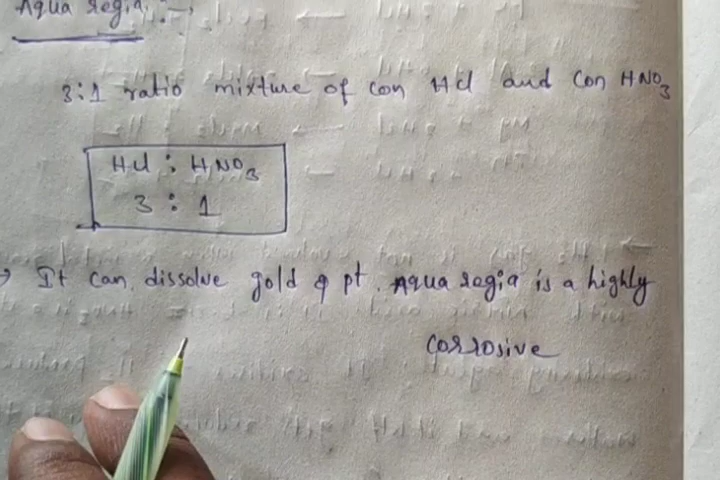 Aqua regia :→
3:1 ratio mixture of con HCl and con HNO3
HCl : HNO3
3 : 1
→ It can dissolve gold & pt. Aqua regia is a highly
corrosive